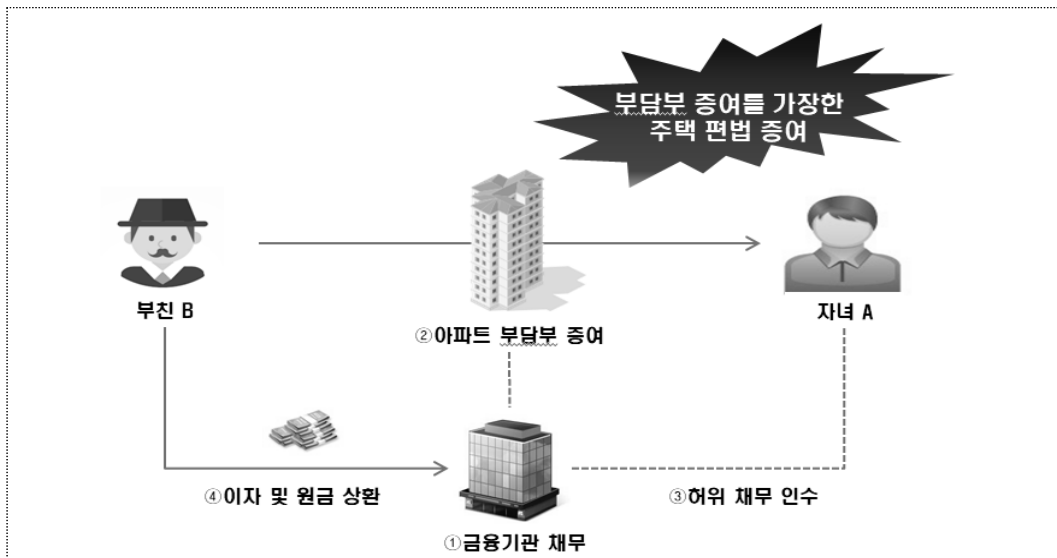 부담부 증여를 가장한
주택 편법 증여
부친 B
자녀 A
②아파트 부담부 증여
④이자 및 원금 상환
③허위 채무 인수
①금융기관 채무